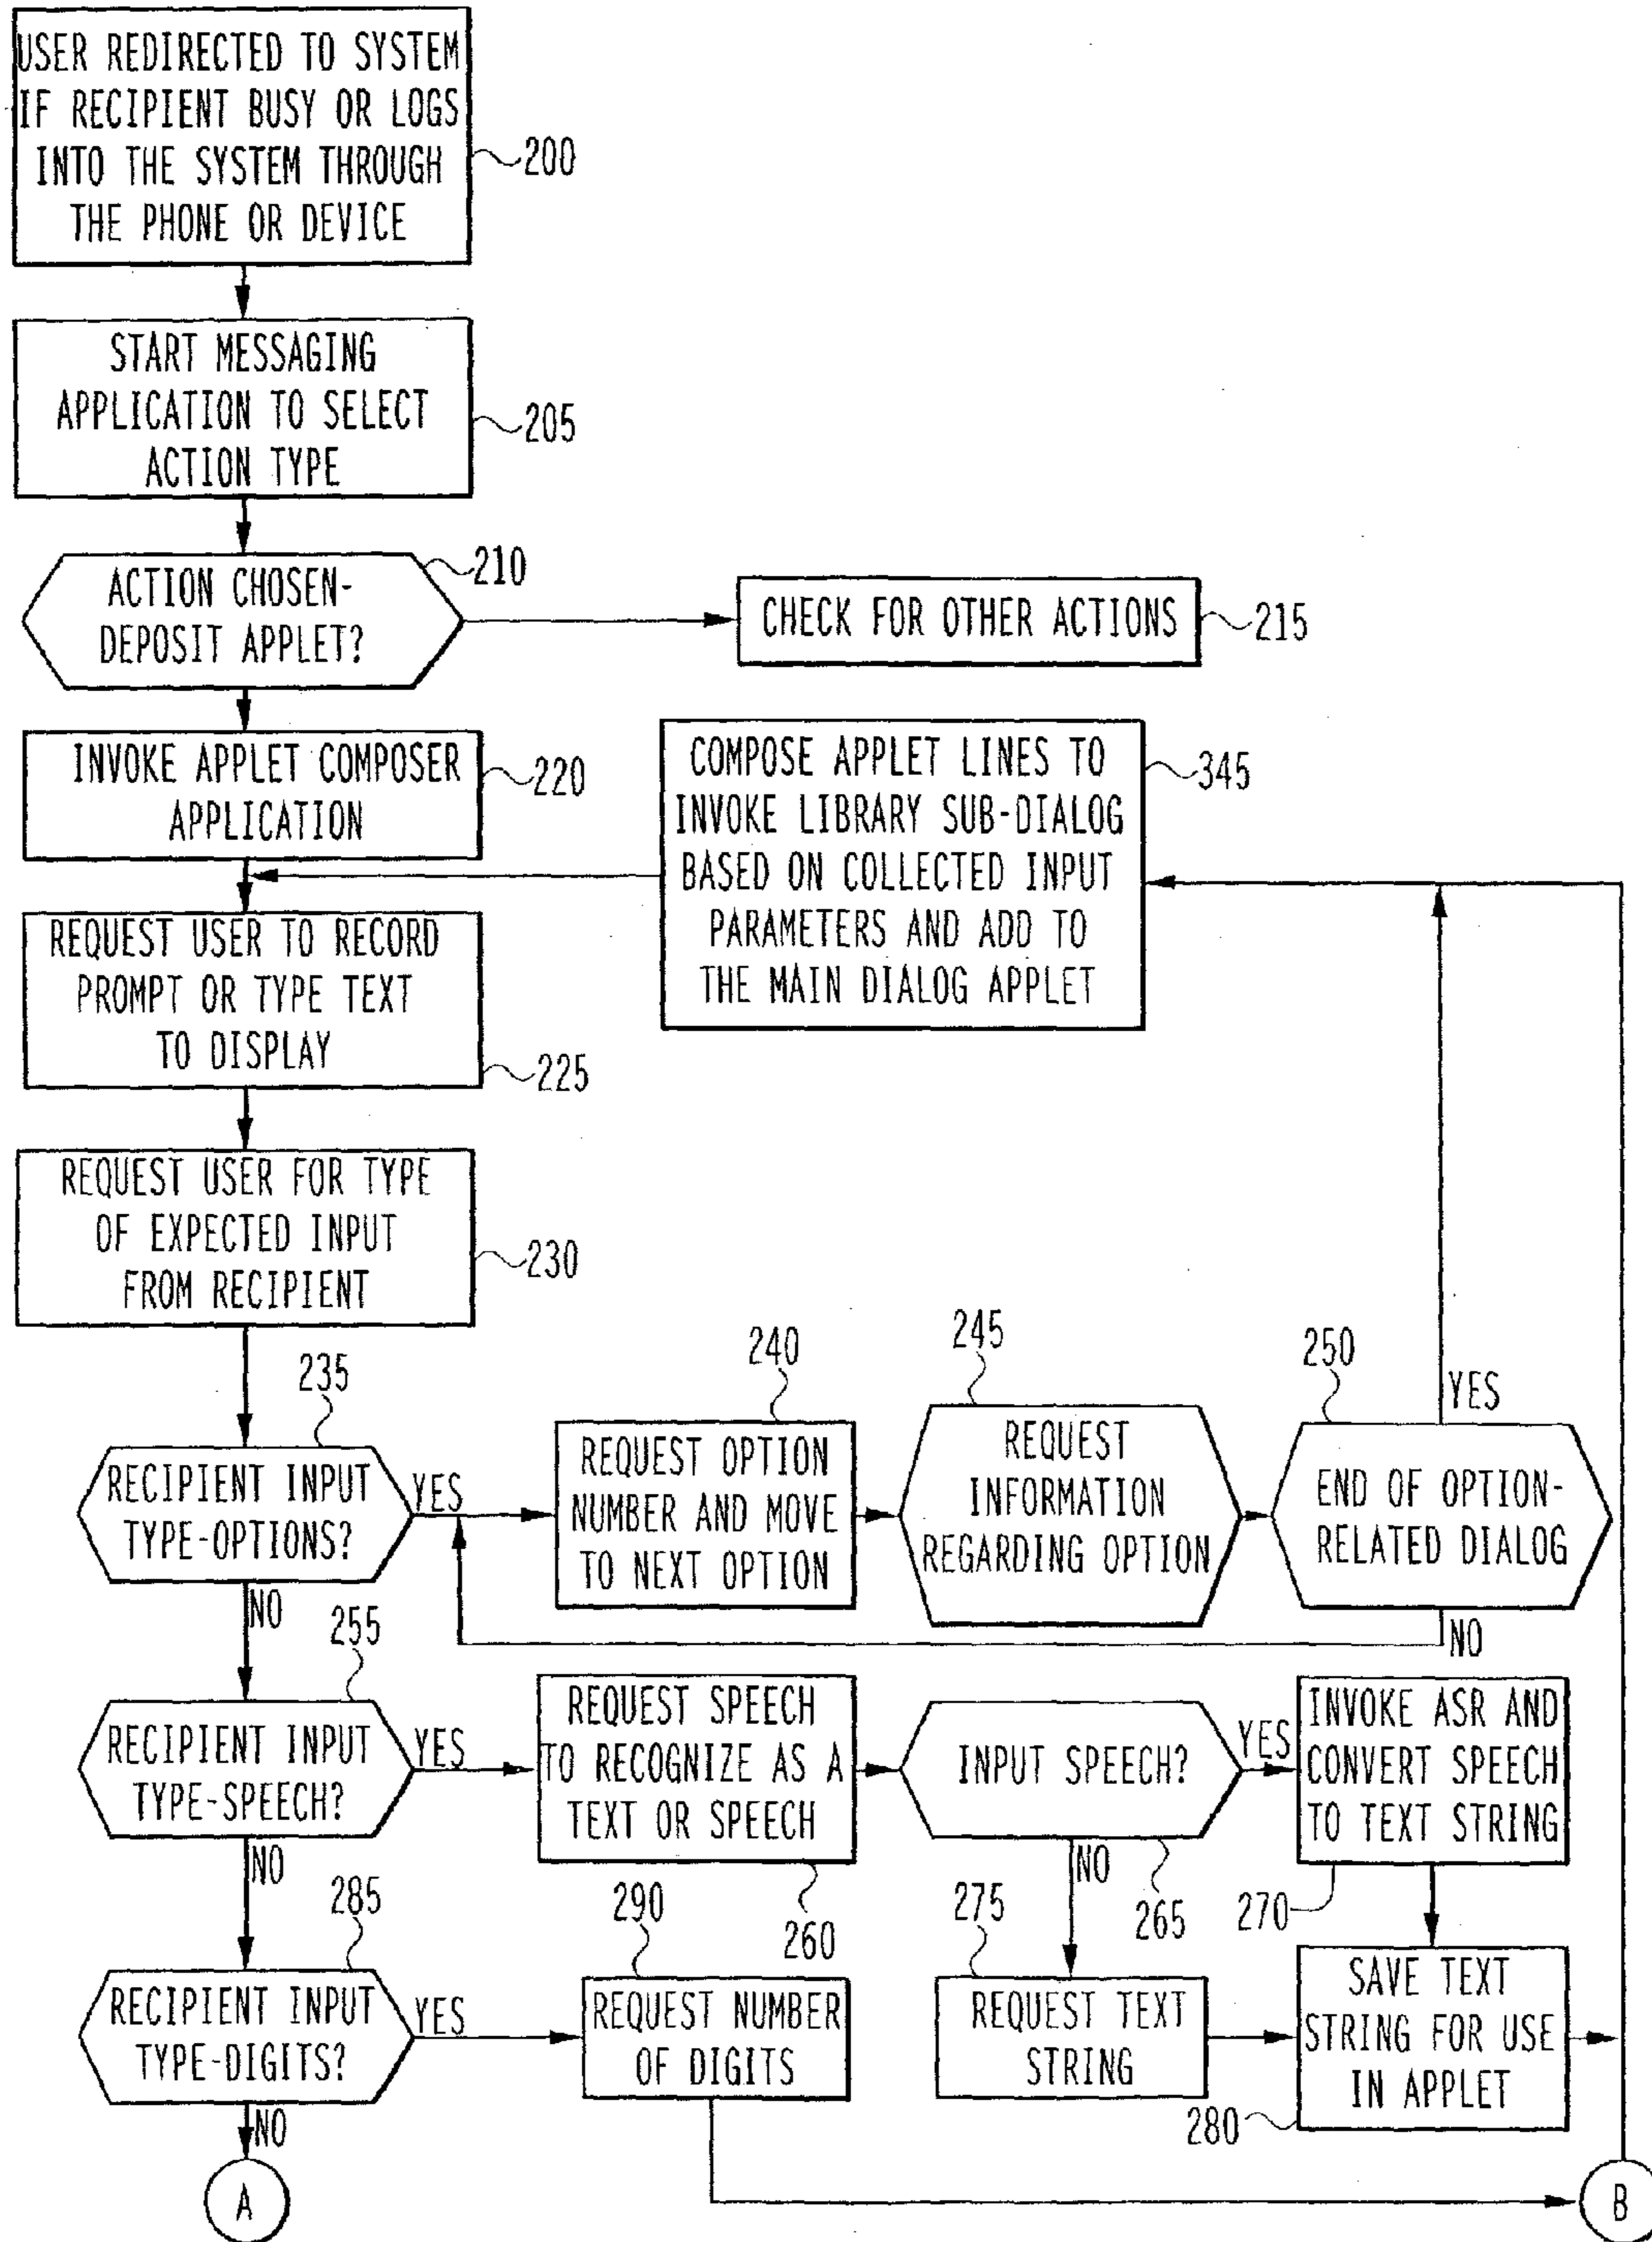 USER REDIRECTED TO SYSTEM
IF RECIPIENT BUSY OR LOGS
INTO THE SYSTEM THROUGH
THE PHONE OR DEVICE
200
START MESSAGING
APPLICATION TO SELECT
ACTION TYPE
205
ACTION CHOSEN-
DEPOSIT APPLET?
210
CHECK FOR OTHER ACTIONS
215
INVOKE APPLET COMPOSER
APPLICATION
220
COMPOSE APPLET LINES TO
INVOKE LIBRARY SUB-DIALOG
BASED ON COLLECTED INPUT
PARAMETERS AND ADD TO
THE MAIN DIALOG APPLET
345
REQUEST USER TO RECORD
PROMPT OR TYPE TEXT
TO DISPLAY
225
REQUEST USER FOR TYPE
OF EXPECTED INPUT
FROM RECIPIENT
230
235
RECIPIENT INPUT
TYPE-OPTIONS?
YES
NO
240
REQUEST OPTION
NUMBER AND MOVE
TO NEXT OPTION
245
REQUEST
INFORMATION
REGARDING OPTION
250
YES
END OF OPTION-
RELATED DIALOG
NO
255
RECIPIENT INPUT
TYPE-SPEECH?
YES
NO
REQUEST SPEECH
TO RECOGNIZE AS A
TEXT OR SPEECH
260
INPUT SPEECH?
YES
NO
265
INVOKE ASR AND
CONVERT SPEECH
TO TEXT STRING
270
285
RECIPIENT INPUT
TYPE-DIGITS?
YES
NO
290
REQUEST NUMBER
OF DIGITS
275
REQUEST TEXT
STRING
SAVE TEXT
STRING FOR USE
IN APPLET
280
A
B